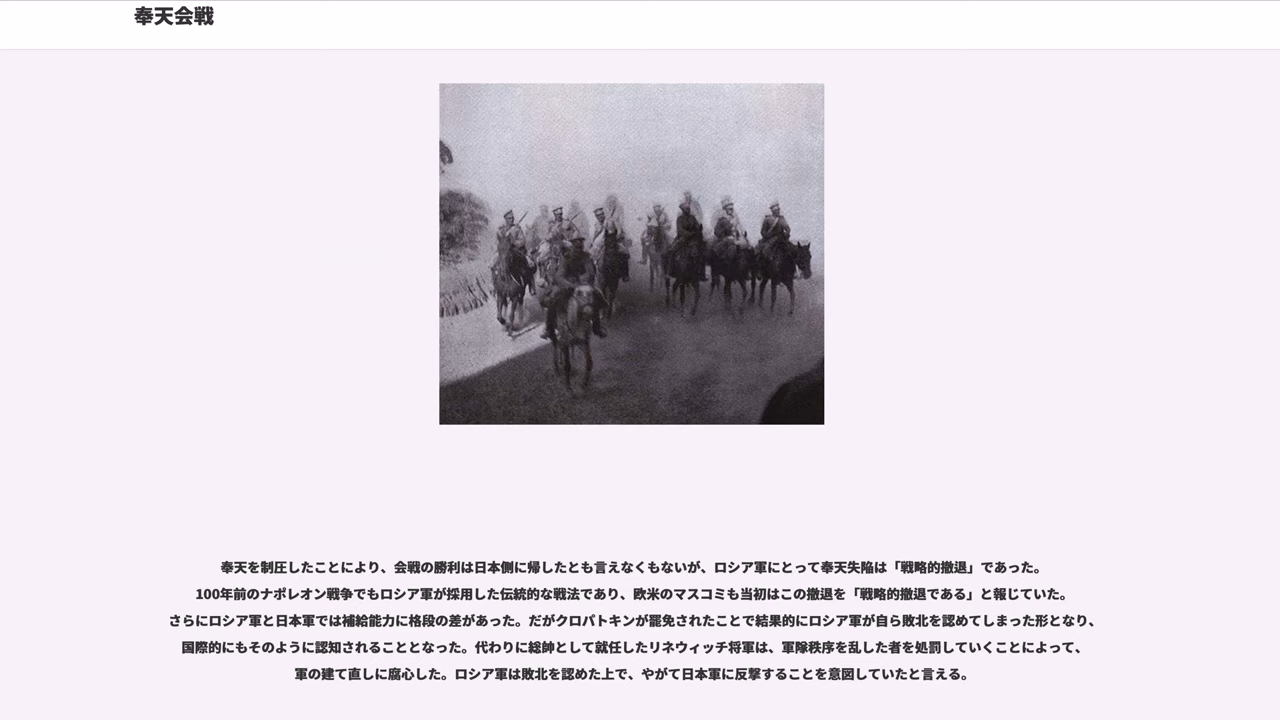 奉天会戦
奉天を制圧したことにより、会戦の勝利は日本側に帰したとも言えなくもないが、ロシア軍にとって奉天失陥は「戦略的撤退」であった。
100年前のナポレオン戦争でもロシア軍が採用した伝統的な戦法であり、欧米のマスコミも当初はこの撤退を「戦略的撤退である」と報じていた。
さらにロシア軍と日本軍では補給能力に格段の差があった。だがクロパトキンが罷免されたことで結果的にロシア軍が自ら敗北を認めてしまった形となり、
国際的にもそのように認知されることとなった。代わりに総帥として就任したリネウィッチ将軍は、軍隊秩序を乱した者を処罰していくことによって、
軍の建て直しに腐心した。ロシア軍は敗北を認めた上で、やがて日本軍に反撃することを意図していたと言える。